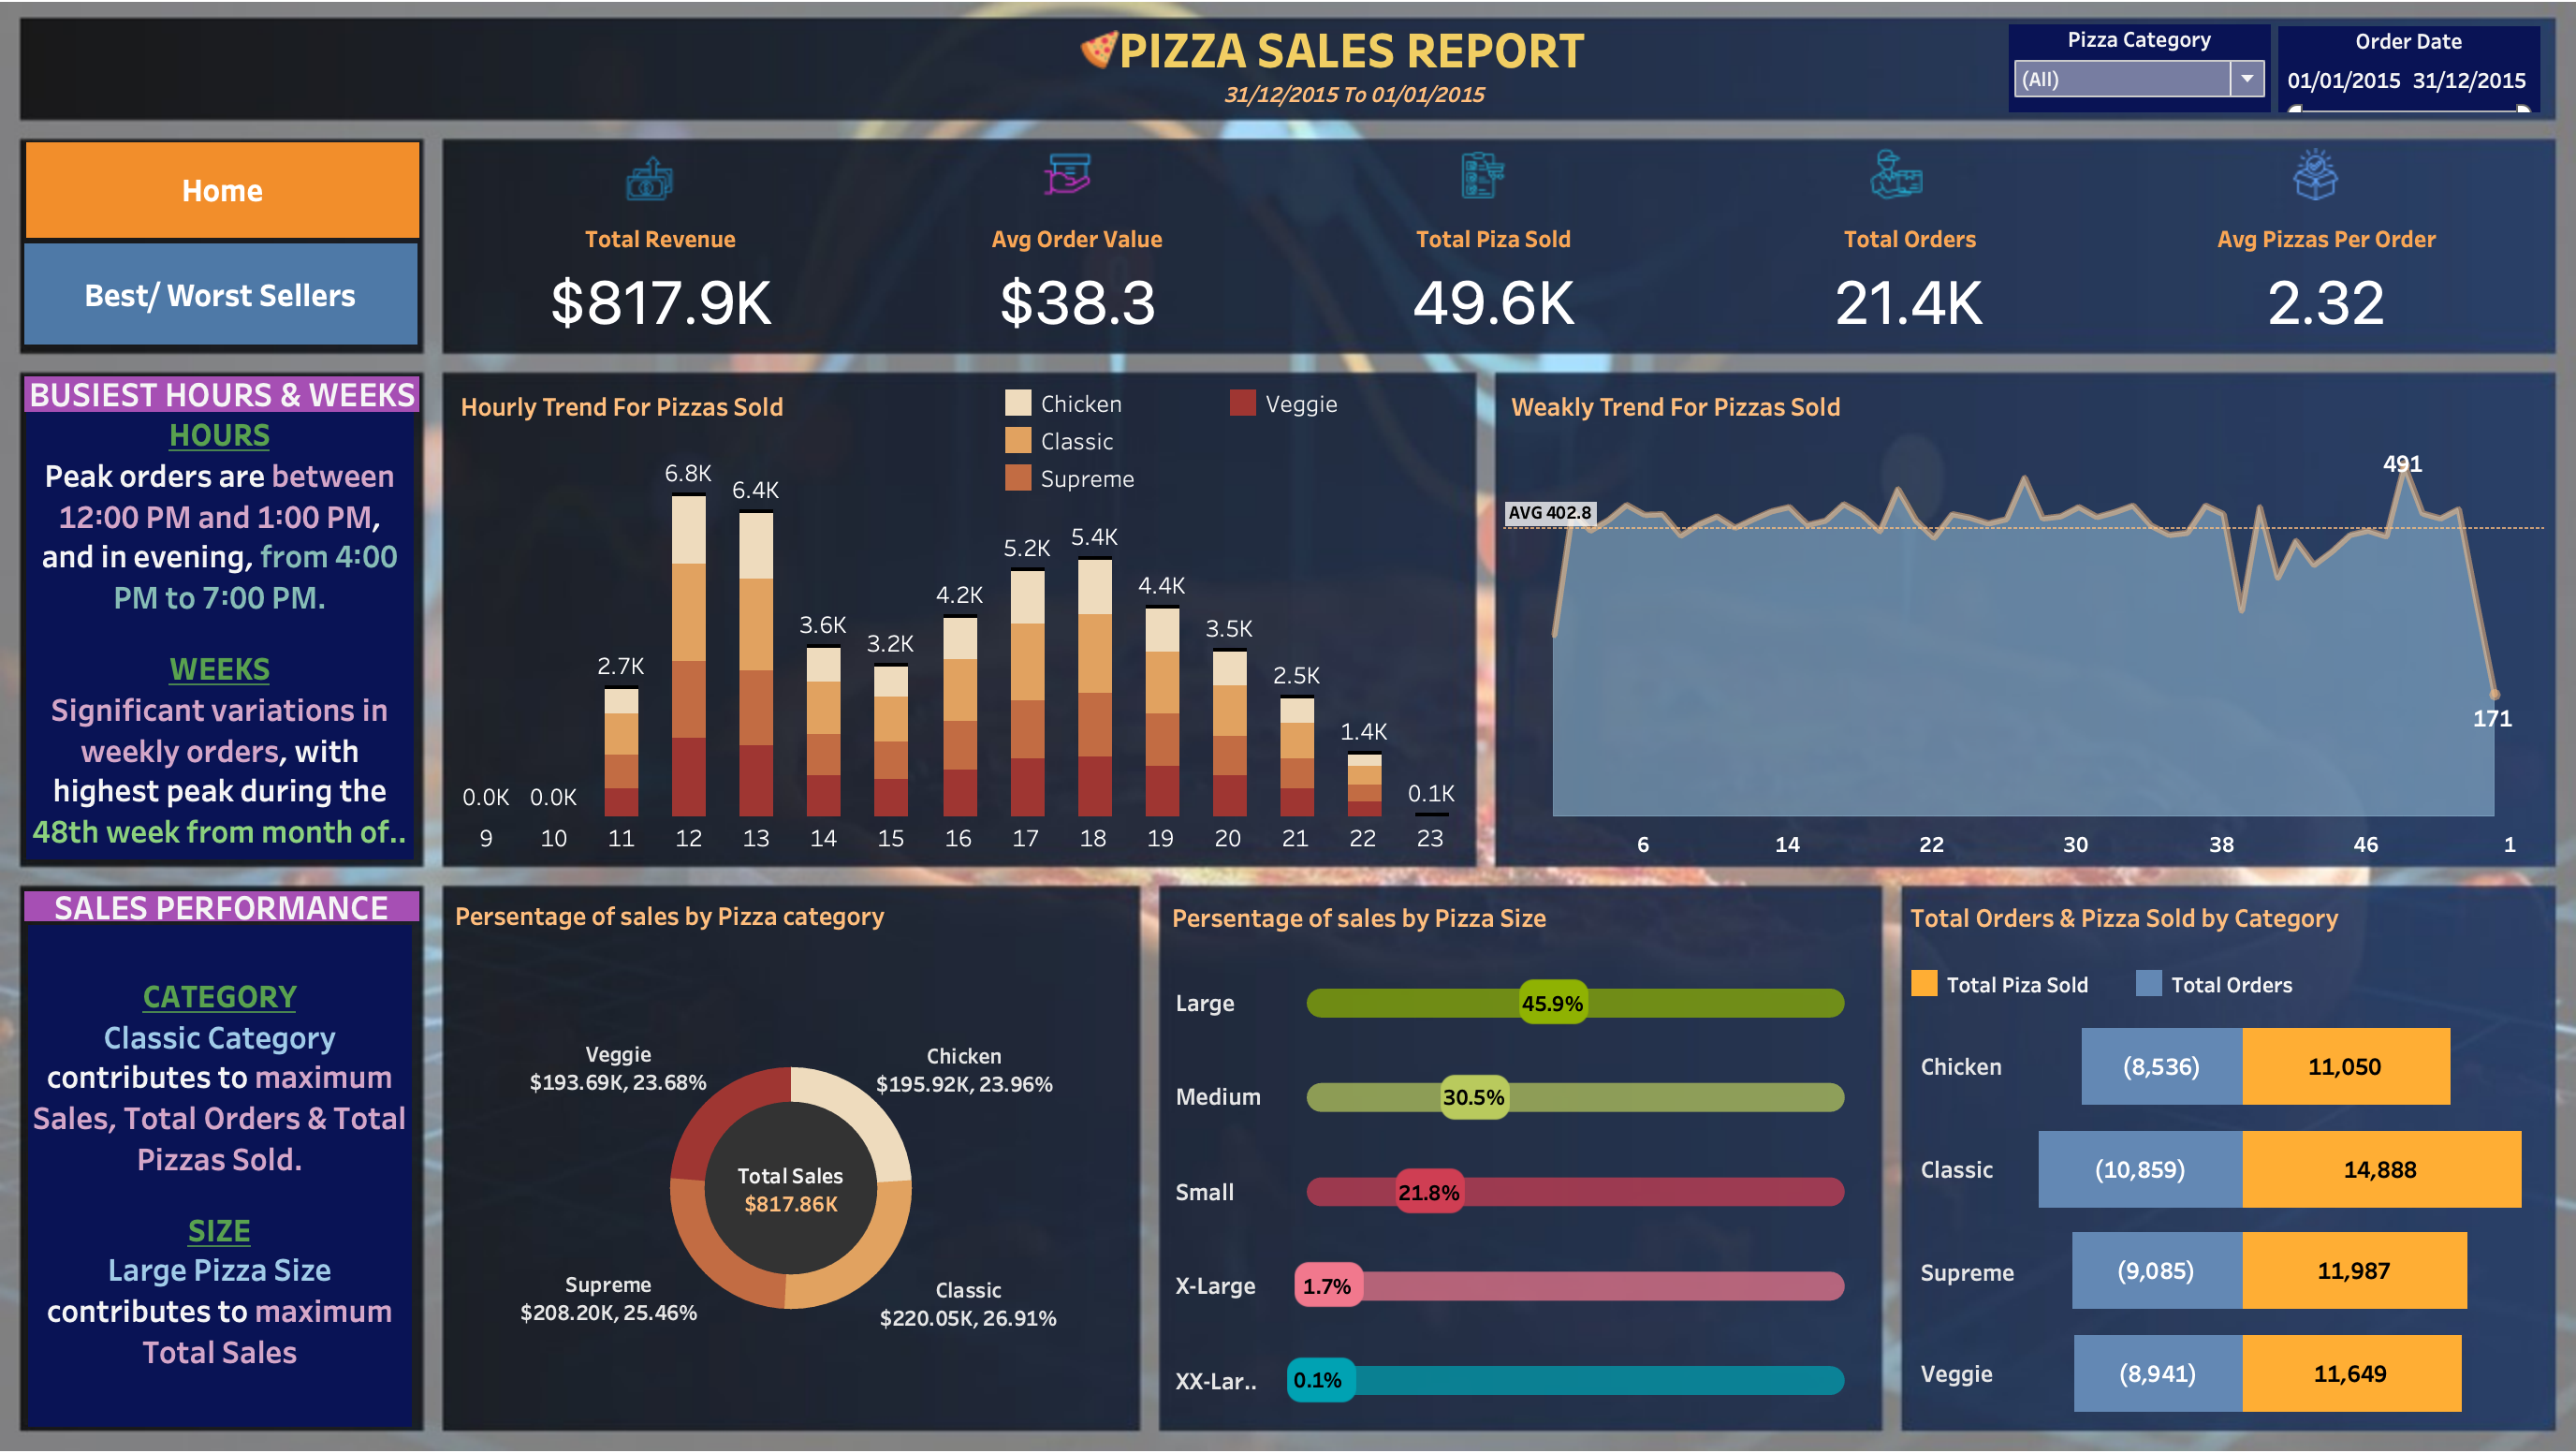 PIZZA SALES REPORT
31/12/2015 To 01/01/2015
Pizza Category
(All)
Order Date
01/01/2015 31/12/2015
Home
Best/ Worst Sellers
Total Revenue
$817.9K
Avg Order Value
$38.3
Total Piza Sold
49.6K
Total Orders
21.4K
Avg Pizzas Per Order
2.32
BUSIEST HOURS & WEEKS
HOURS
Peak orders are between
12:00 PM and 1:00 PM,
and in evening, from 4:00
PM to 7:00 PM.
WEEKS
Significant variations in
weekly orders, with
highest peak during the
48th week from month of..
Hourly Trend For Pizzas Sold
Chicken
Veggie
Classic
Supreme
0.0K 0.0K 2.7K 6.8K 6.4K 3.6K 3.2K 4.2K 5.2K 5.4K 4.4K 3.5K 2.5K 1.4K 0.1K
9 10 11 12 13 14 15 16 17 18 19 20 21 22 23
Weakly Trend For Pizzas Sold
491
AVG 402.8
171
6 14 22 30 38 46 1
SALES PERFORMANCE
CATEGORY
Classic Category
contributes to maximum
Sales, Total Orders & Total
Pizzas Sold.
SIZE
Large Pizza Size
contributes to maximum
Total Sales
Persentage of sales by Pizza category
Veggie
$193.69K, 23.68%
Chicken
$195.92K, 23.96%
Total Sales
$817.86K
Supreme
$208.20K, 25.46%
Classic
$220.05K, 26.91%
Persentage of sales by Pizza Size
Large 45.9%
Medium 30.5%
Small 21.8%
X-Large 1.7%
XX-Lar.. 0.1%
Total Orders & Pizza Sold by Category
Total Piza Sold Total Orders
Chicken (8,536) 11,050
Classic (10,859) 14,888
Supreme (9,085) 11,987
Veggie (8,941) 11,649